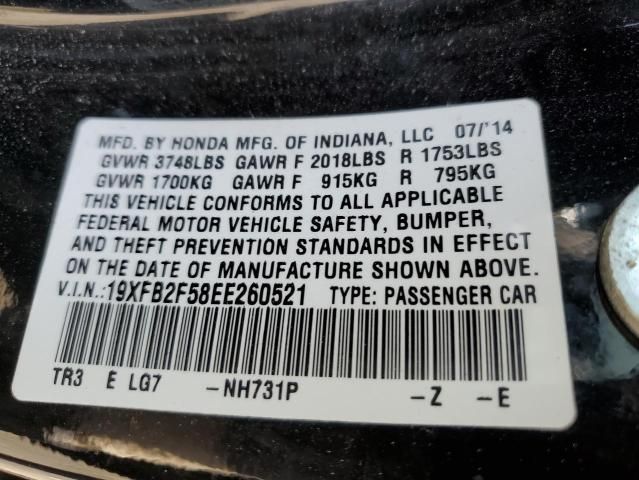 MFD. BY HONDA MFG. OF INDIANA, LLC 07/'14
GVWR 3748LBS GAWR F 2018LBS R 1753LBS
GVWR 1700KG GAWR F 915KG R 795KG
THIS VEHICLE CONFORMS TO ALL APPLICABLE
FEDERAL MOTOR VEHICLE SAFETY, BUMPER,
AND THEFT PREVENTION STANDARDS IN EFFECT
ON THE DATE OF MANUFACTURE SHOWN ABOVE.
V.I.N.:19XFB2F58EE260521 TYPE: PASSENGER CAR
TR3 E LG7 -NH731P -Z -E